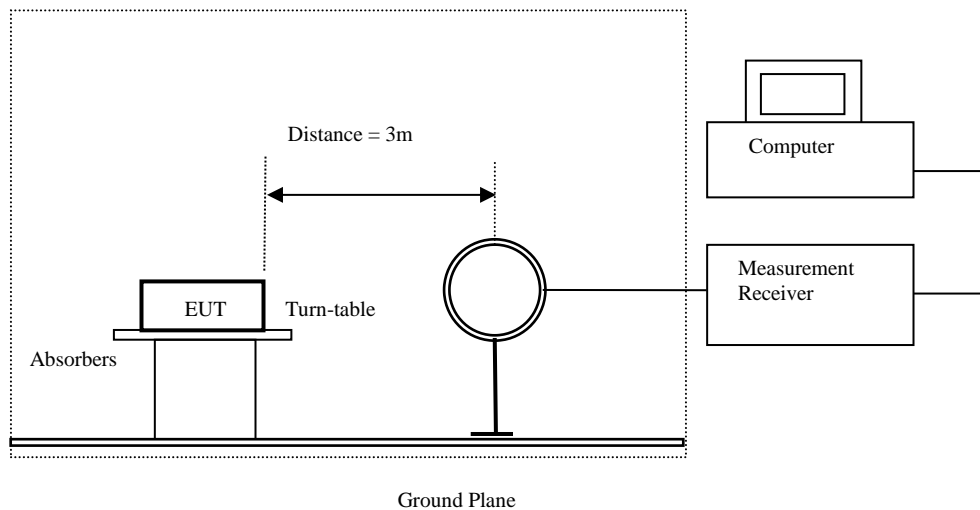 Distance = 3m
Computer
Measurement
Receiver
EUT
Turn-table
Absorbers
Ground Plane